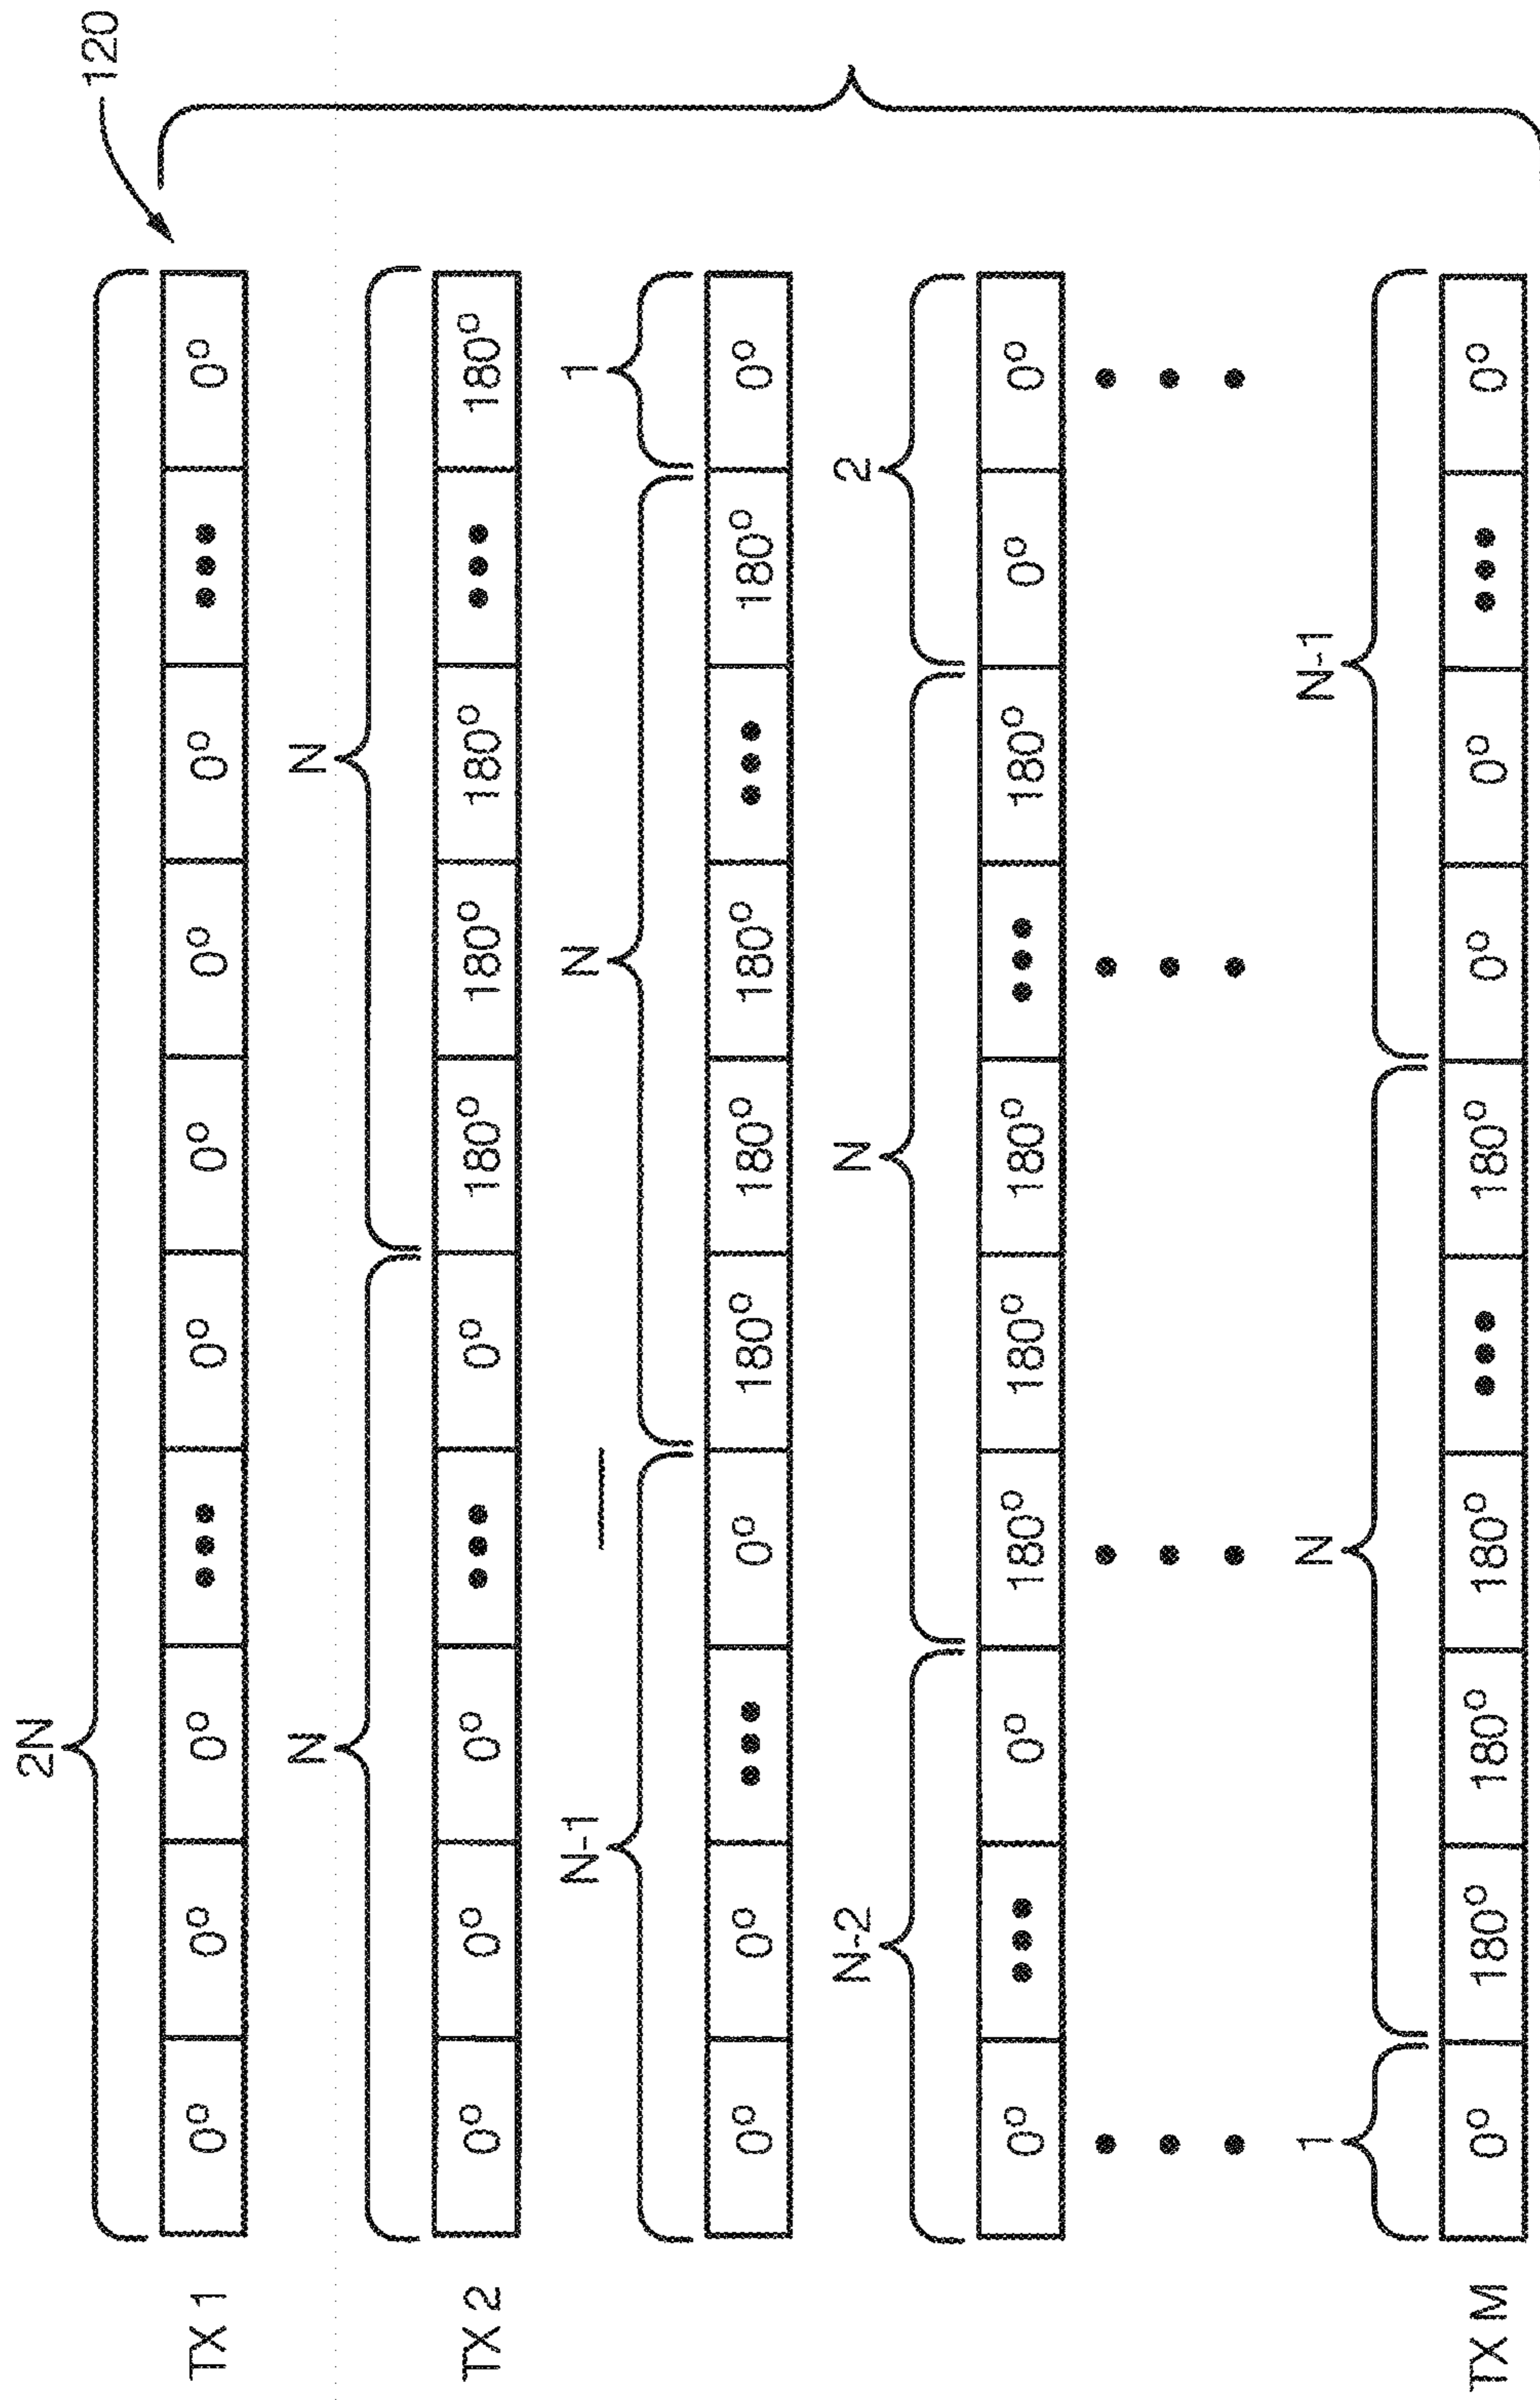 120
2N
TX 1 0° 0° 0° ••• 0° 0° 0° 0° ••• 0°
N N
TX 2 0° 0° 0° ••• 0° 180° 180° 180° ••• 180°
N-1 N 1
0° 0° ••• 0° 180° 180° 180° ••• 180° 0°
N-2 N 2
0° ••• 0° 180° 180° 180° ••• 180° 0° 0°
1 N N-1
TX M 0° 180° 180° 180° ••• 180° 0° 0° ••• 0°